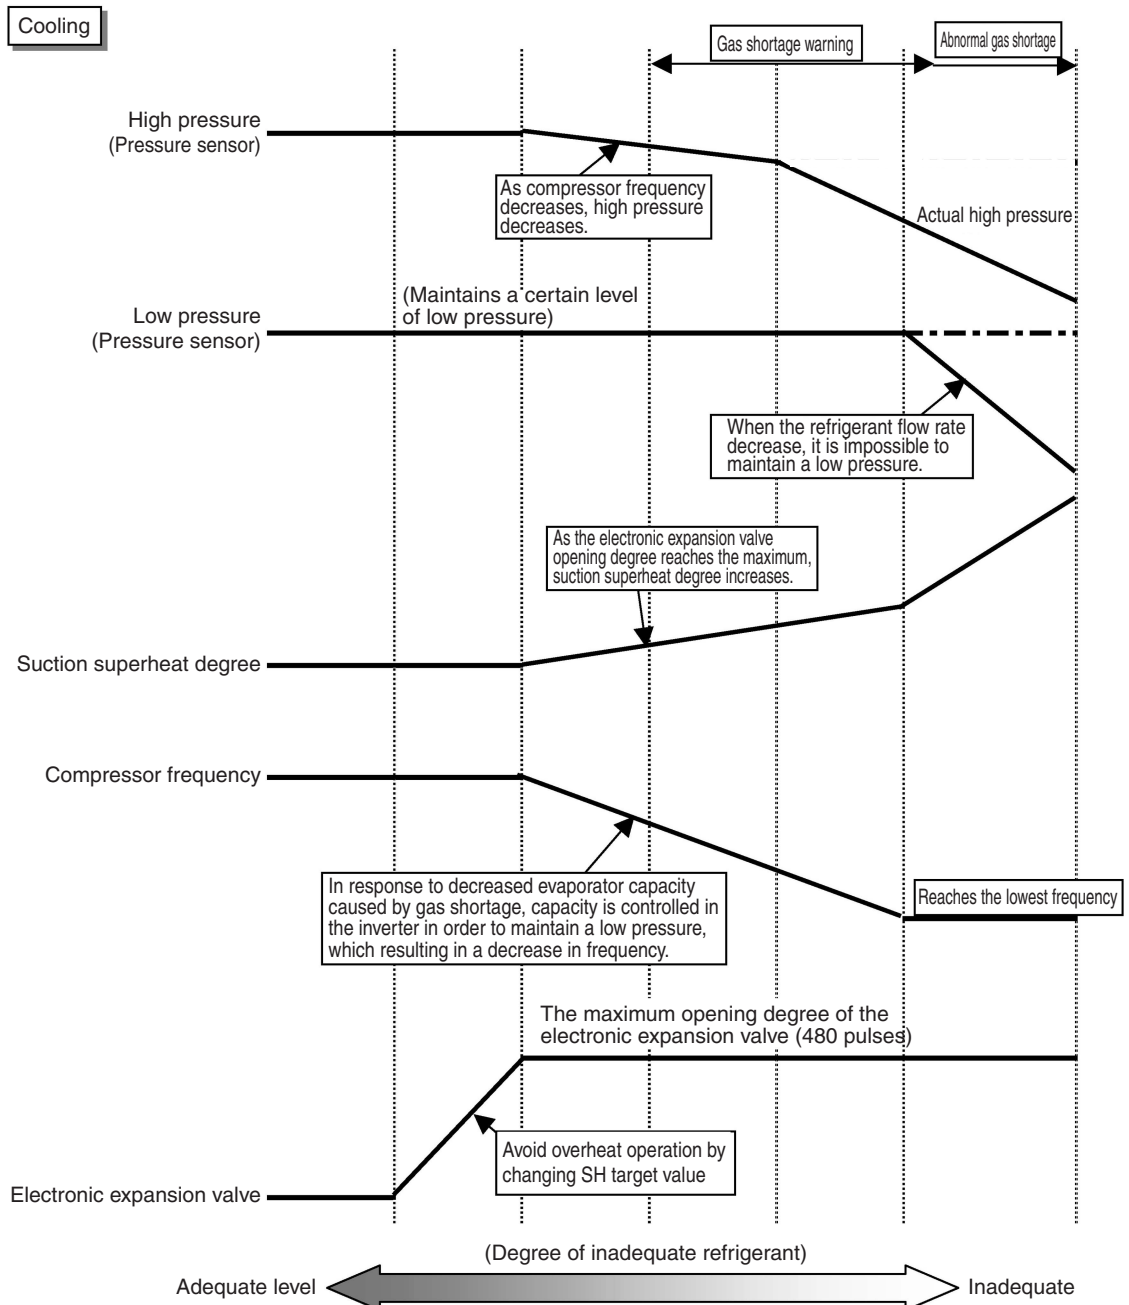 Cooling
Gas shortage warning
Abnormal gas shortage
High pressure
(Pressure sensor)
As compressor frequency
decreases, high pressure
decreases.
Actual high pressure
(Maintains a certain level
of low pressure)
Low pressure
(Pressure sensor)
When the refrigerant flow rate
decrease, it is impossible to
maintain a low pressure.
As the electronic expansion valve
opening degree reaches the maximum,
suction superheat degree increases.
Suction superheat degree
Compressor frequency
In response to decreased evaporator capacity
caused by gas shortage, capacity is controlled in
the inverter in order to maintain a low pressure,
which resulting in a decrease in frequency.
Reaches the lowest frequency
The maximum opening degree of the
electronic expansion valve (480 pulses)
Avoid overheat operation by
changing SH target value
Electronic expansion valve
(Degree of inadequate refrigerant)
Adequate level
Inadequate